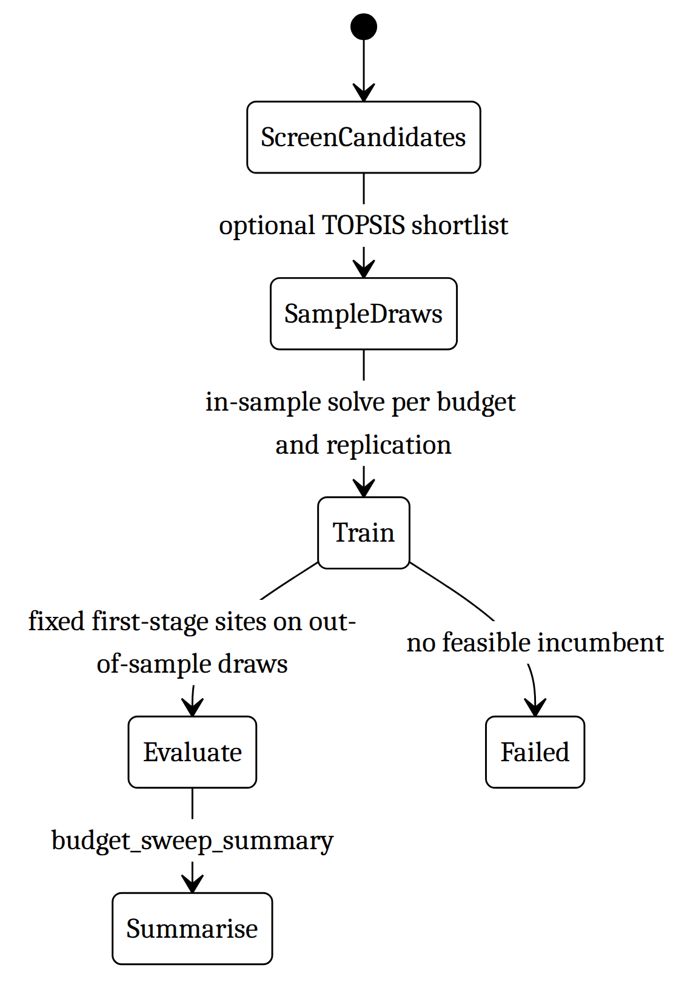 ScreenCandidates
optional TOPSIS shortlist
SampleDraws
in-sample solve per budget
and replication
Train
fixed first-stage sites on out-
of-sample draws
no feasible incumbent
Evaluate
Failed
budget_sweep_summary
Summarise